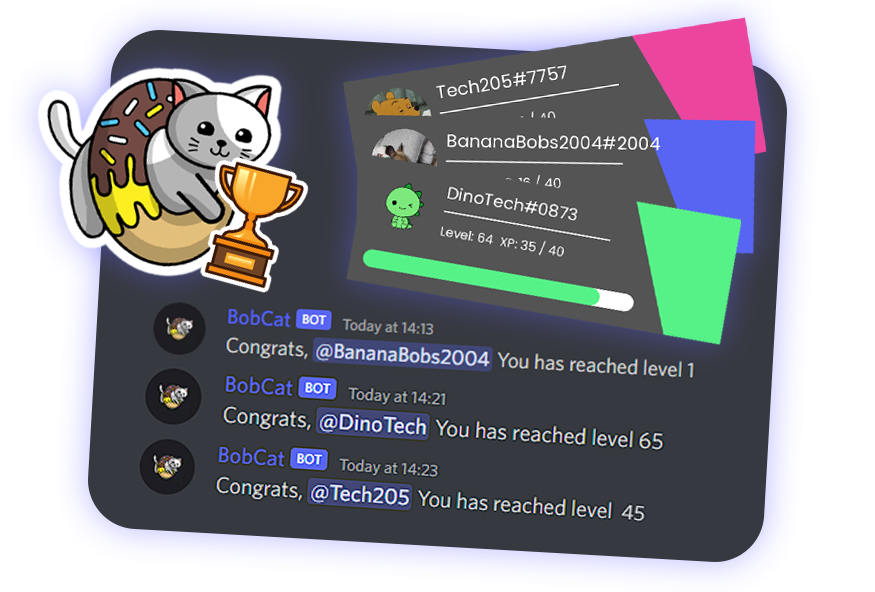 Tech205#7757
/ 40
BananaBobs2004#2004
16 / 40
DinoTech#0873
Level: 64 XP: 35 / 40
BobCat BOT Today at 14:13
Congrats, @BananaBobs2004 You has reached level 1
BobCat BOT Today at 14:21
Congrats, @DinoTech You has reached level 65
BobCat BOT Today at 14:23
Congrats, @Tech205 You has reached level 45